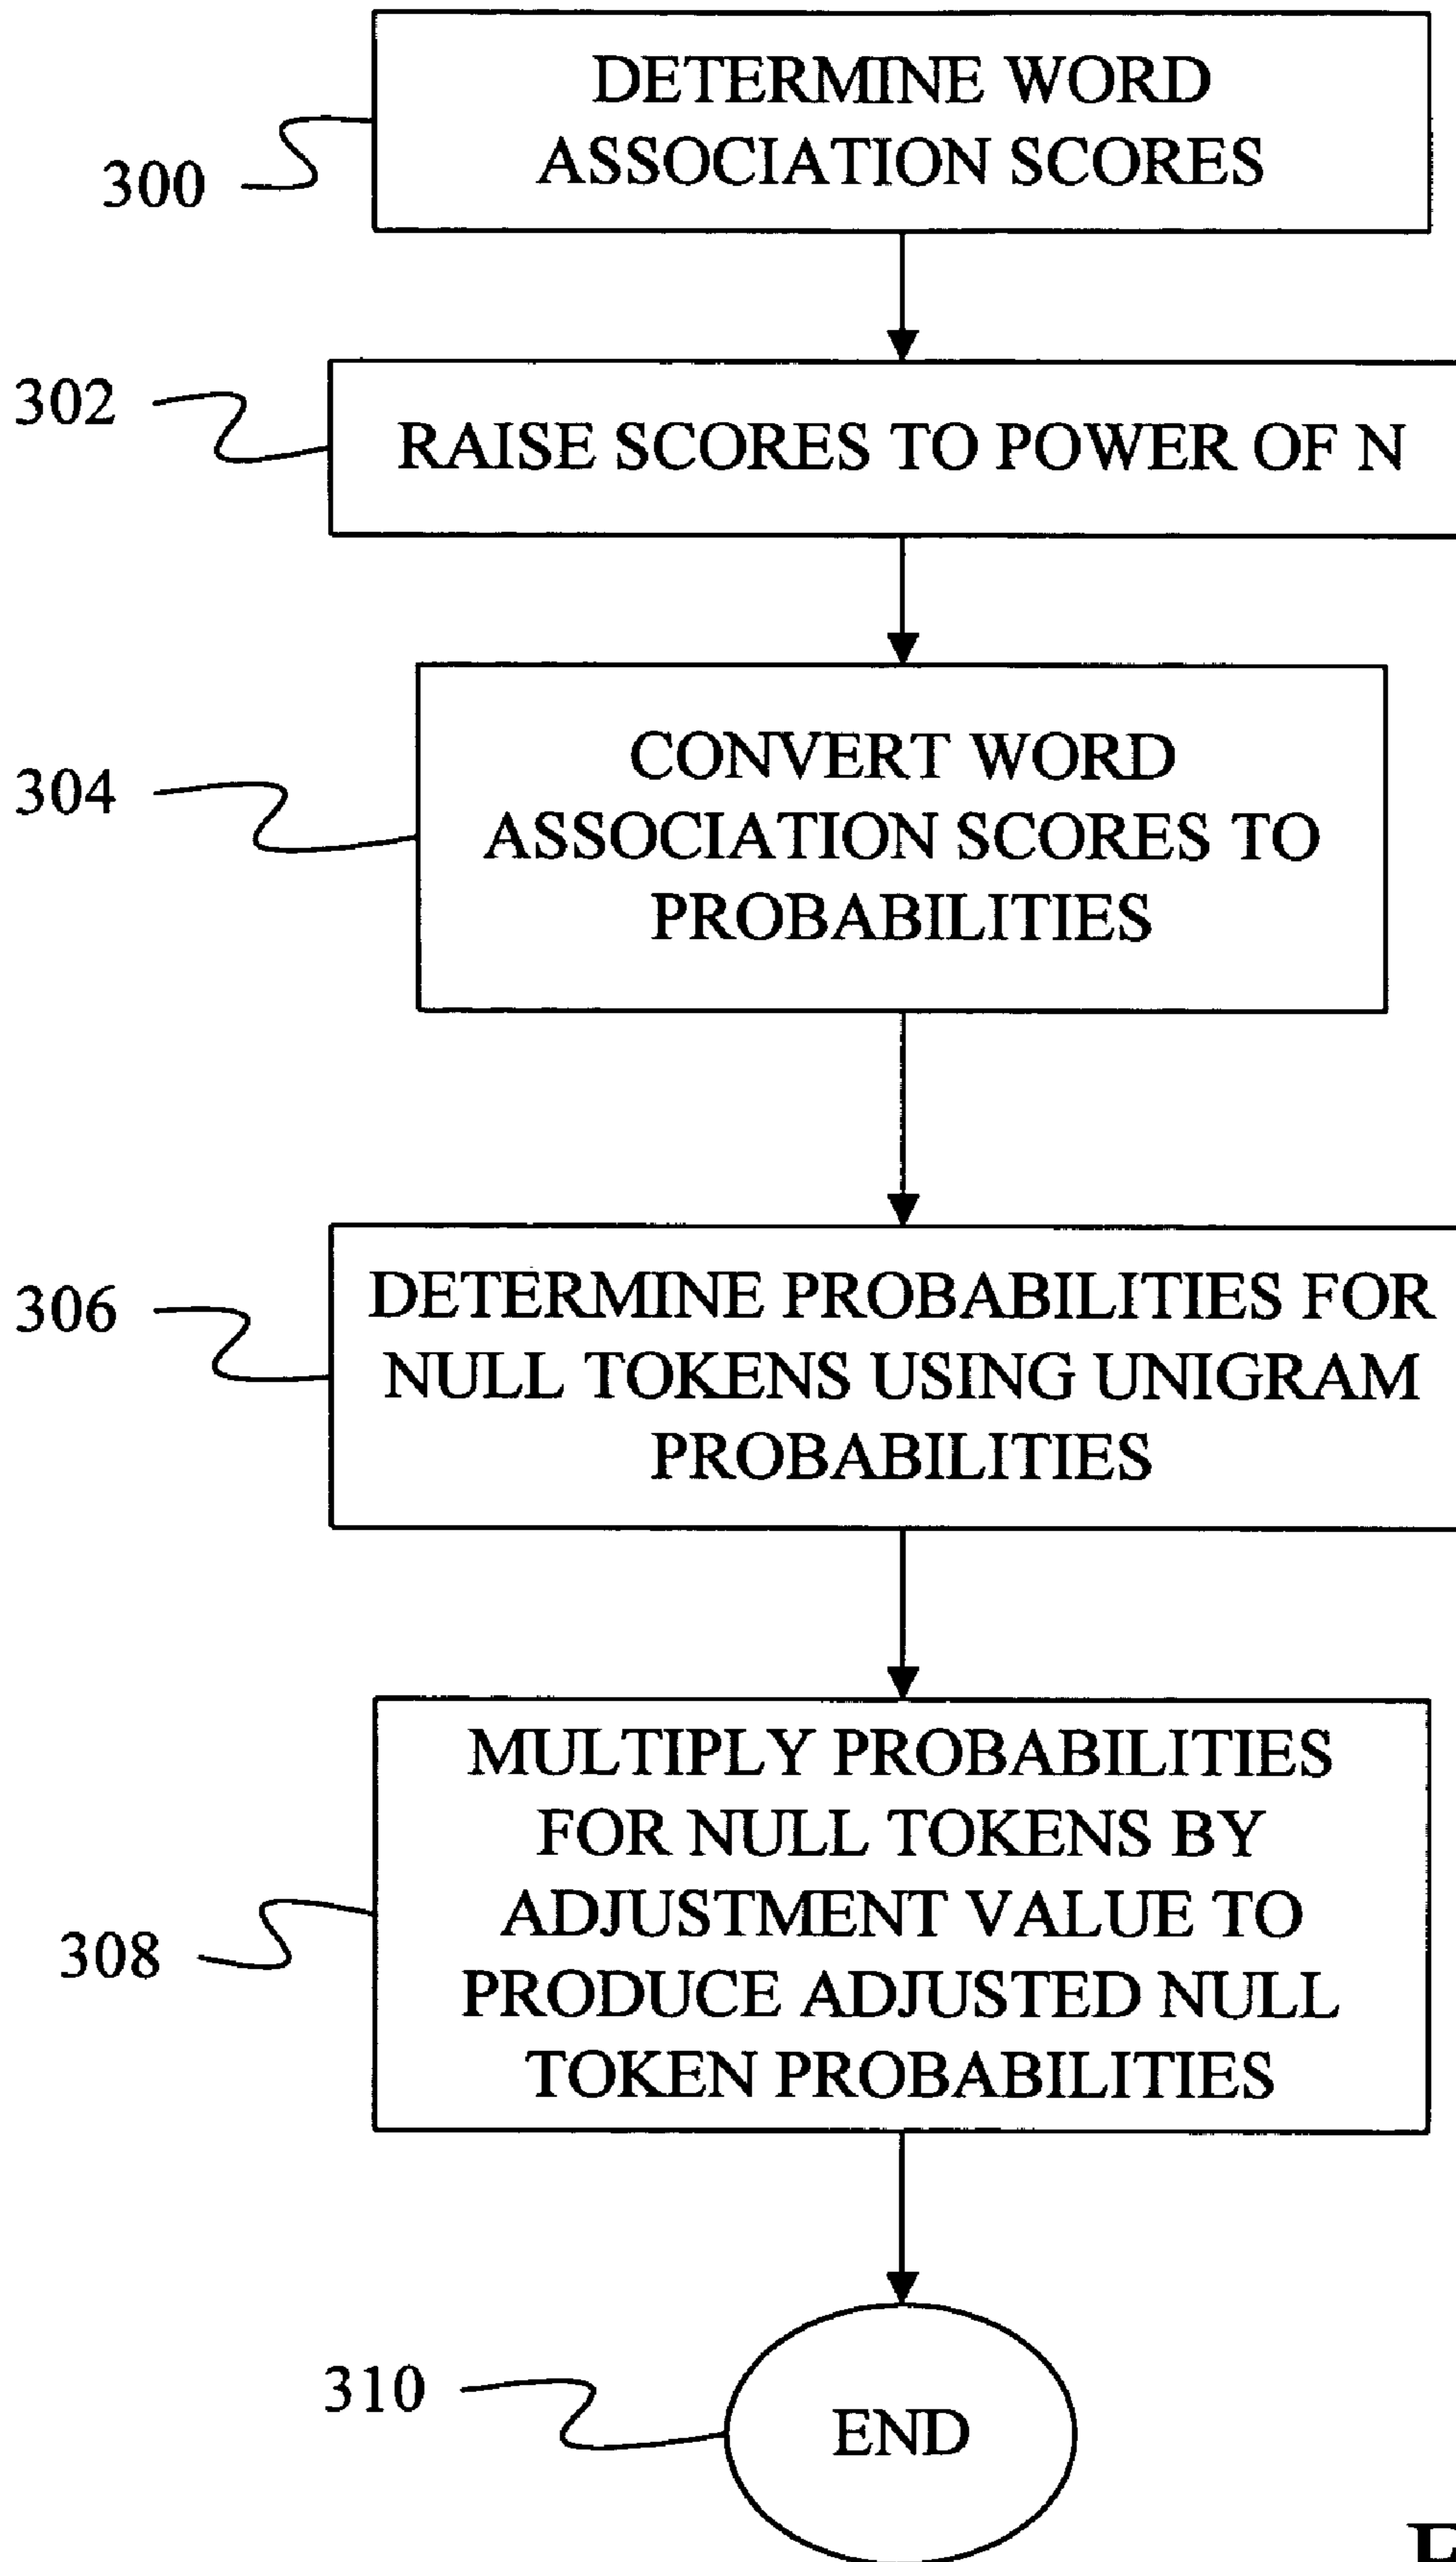 DETERMINE WORD
ASSOCIATION SCORES
300
302
RAISE SCORES TO POWER OF N
CONVERT WORD
ASSOCIATION SCORES TO
PROBABILITIES
304
DETERMINE PROBABILITIES FOR
NULL TOKENS USING UNIGRAM
PROBABILITIES
306
MULTIPLY PROBABILITIES
FOR NULL TOKENS BY
ADJUSTMENT VALUE TO
PRODUCE ADJUSTED NULL
TOKEN PROBABILITIES
308
310
END